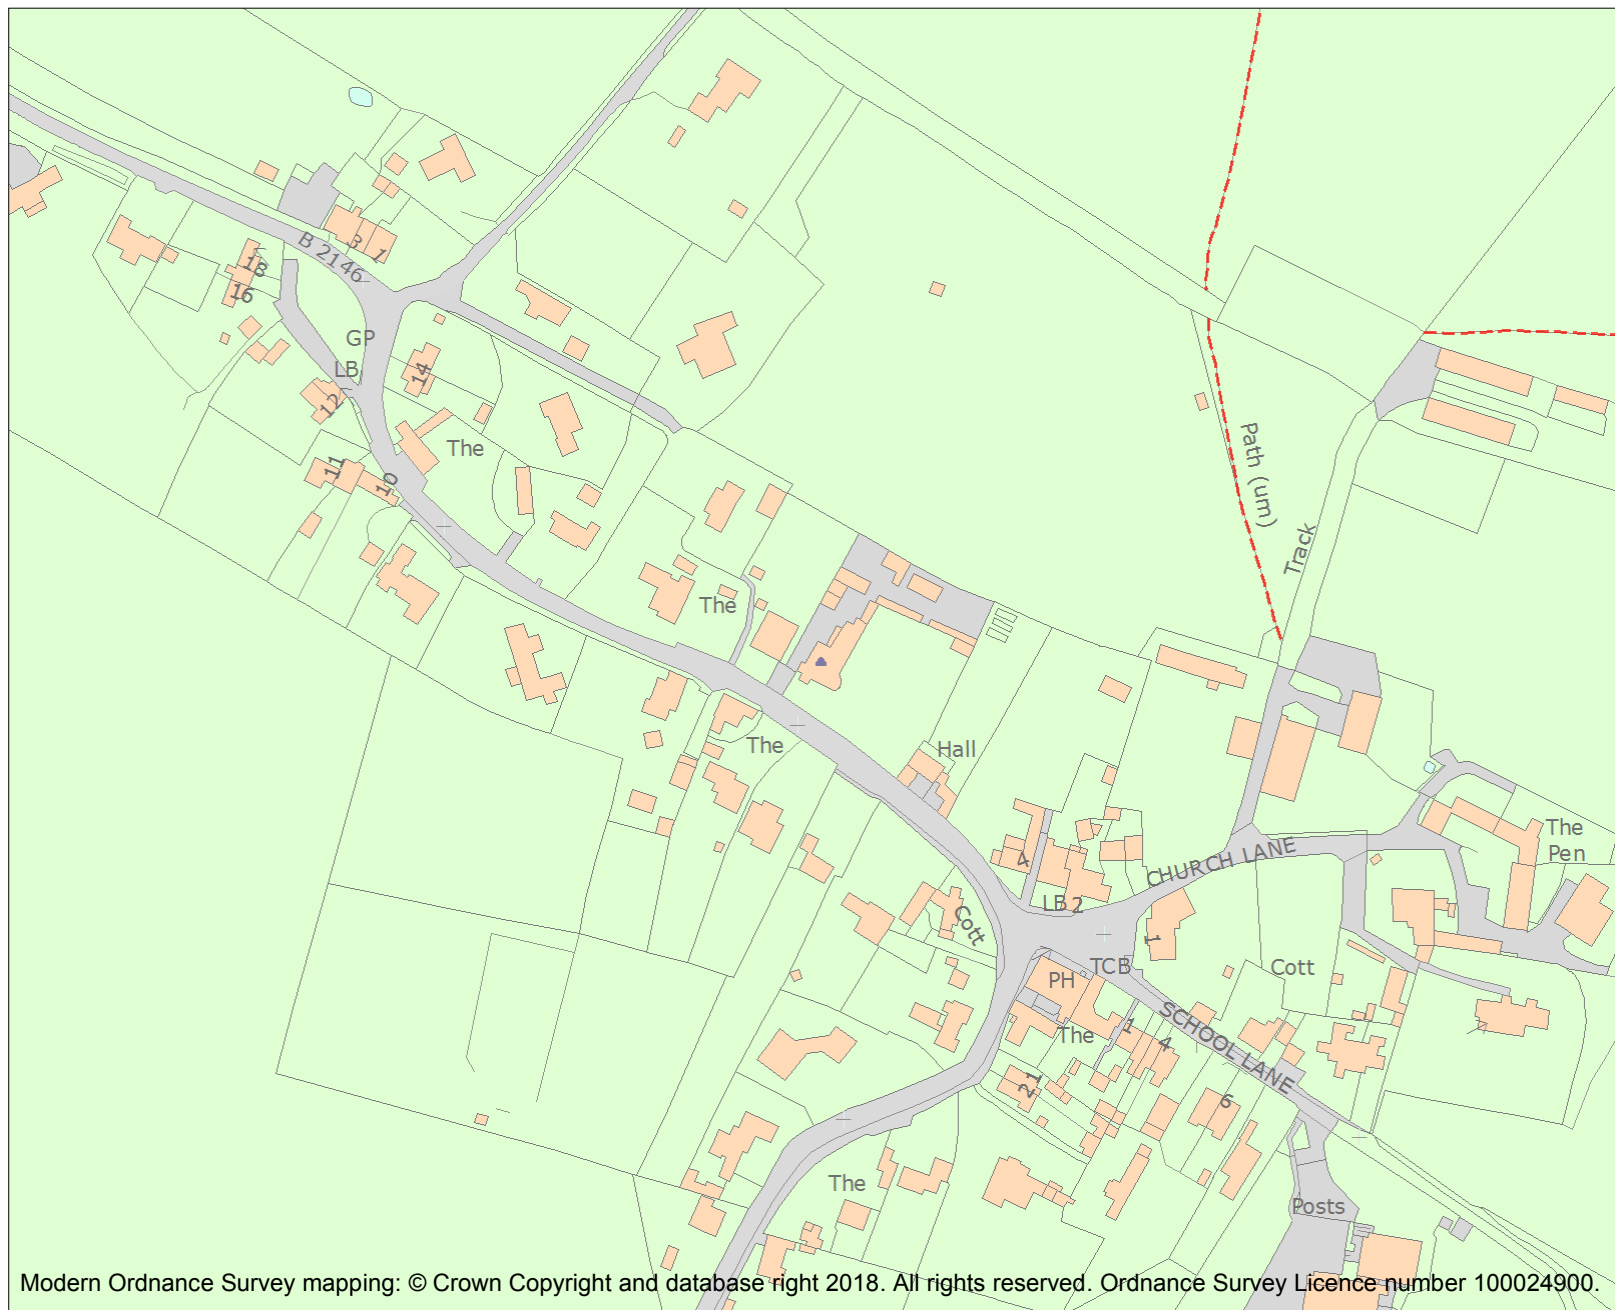 B 2146
3
1
18
16
GP
LB
14
12
The
11
10
Path (um)
Track
The
The
Hall
The
Pen
4
CHURCH LANE
LB
2
Cott
1
TCB
PH
Cott
The
1
4
SCHOOL LANE
21
6
The
Posts
Modern Ordnance Survey mapping: © Crown Copyright and database right 2018. All rights reserved. Ordnance Survey Licence number 100024900.